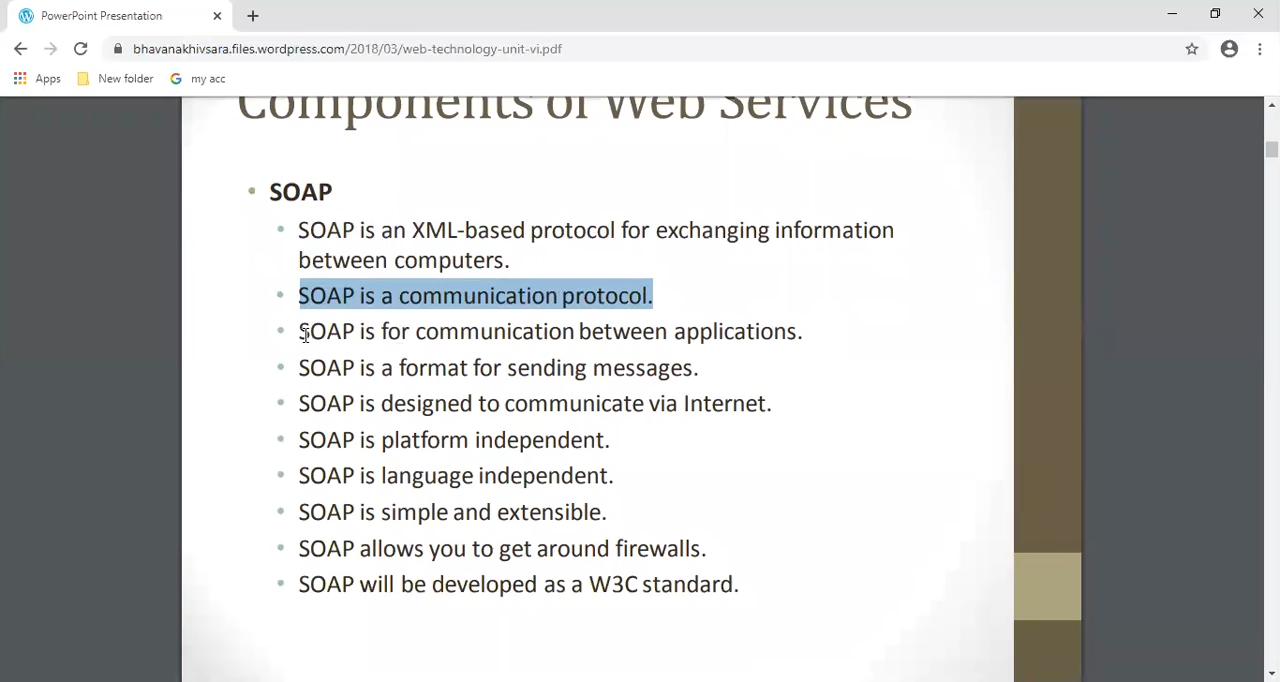 PowerPoint Presentation
bhavanakhivsara.files.wordpress.com/2018/03/web-technology-unit-vi.pdf
Apps New folder my acc
Components of Web Services
SOAP
SOAP is an XML-based protocol for exchanging information
between computers.
SOAP is a communication protocol.
SOAP is for communication between applications.
SOAP is a format for sending messages.
SOAP is designed to communicate via Internet.
SOAP is platform independent.
SOAP is language independent.
SOAP is simple and extensible.
SOAP allows you to get around firewalls.
SOAP will be developed as a W3C standard.